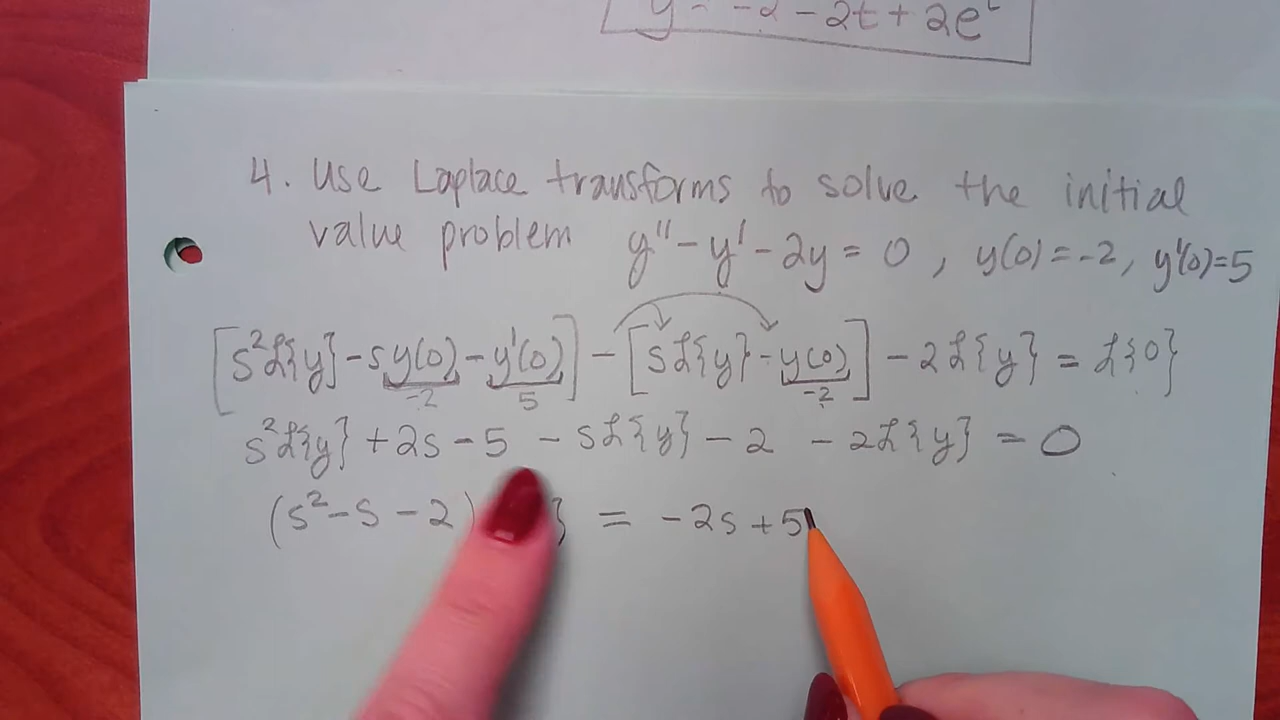 y = -2 - 2t + 2e^t
4. Use Laplace transforms to solve the initial
value problem y'' - y' - 2y = 0 , y(0) = -2, y'(0)=5
[s²ℒ{y} - sy(0) - y'(0)] - [sℒ{y} - y(0)] - 2ℒ{y} = ℒ{0}
-2 5 -2
s²ℒ{y} + 2s - 5 - sℒ{y} - 2 - 2ℒ{y} = 0
(s² - s - 2) } = -2s + 5